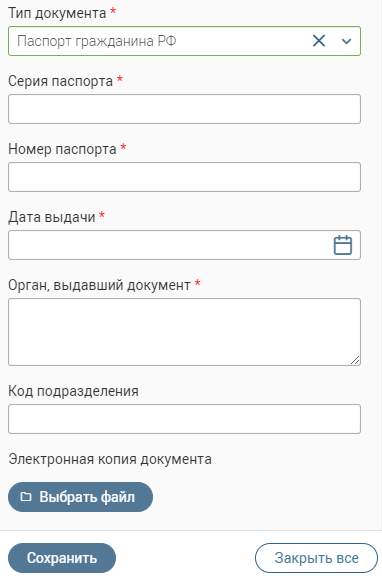 Тип документа *
Паспорт гражданина РФ
Серия паспорта *
Номер паспорта *
Дата выдачи *
Орган, выдавший документ *
Код подразделения
Электронная копия документа
Выбрать файл
Сохранить
Закрыть все